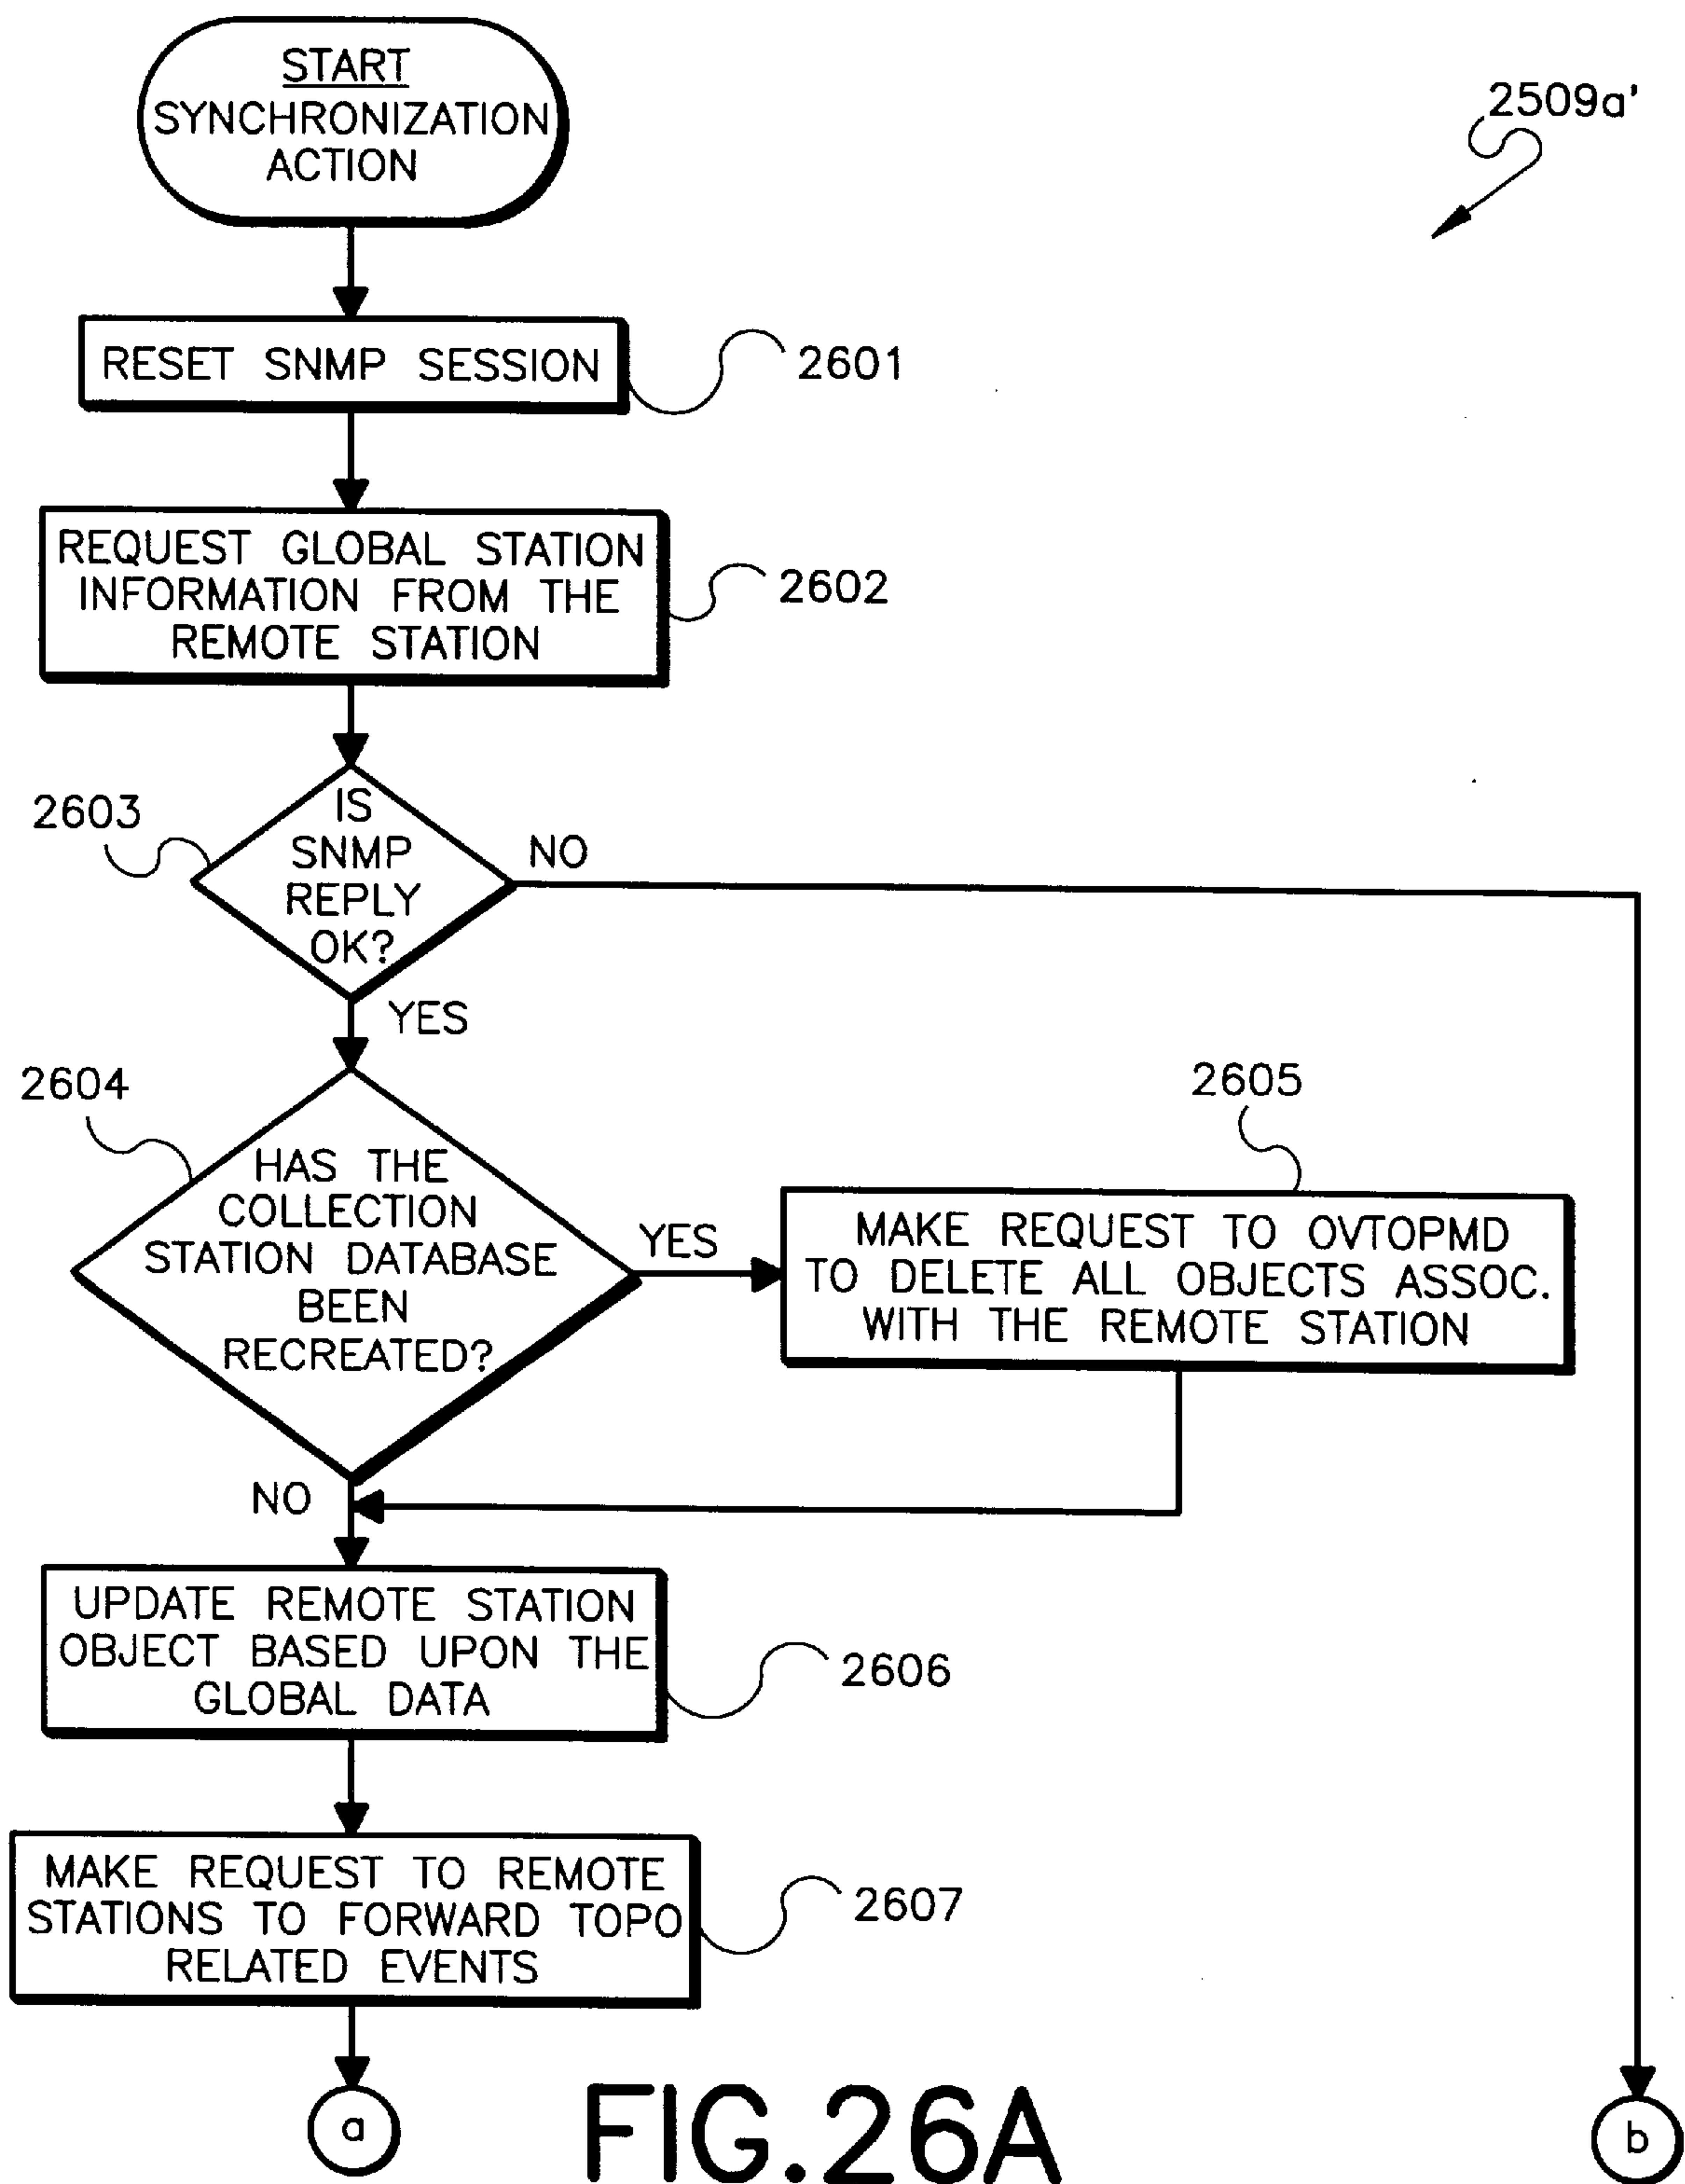 START
SYNCHRONIZATION
ACTION
2509a'
RESET SNMP SESSION
2601
REQUEST GLOBAL STATION
INFORMATION FROM THE
REMOTE STATION
2602
2603
IS
SNMP
REPLY
OK?
NO
YES
2604
HAS THE
COLLECTION
STATION DATABASE
BEEN
RECREATED?
YES
2605
MAKE REQUEST TO OVTOPMD
TO DELETE ALL OBJECTS ASSOC.
WITH THE REMOTE STATION
NO
UPDATE REMOTE STATION
OBJECT BASED UPON THE
GLOBAL DATA
2606
MAKE REQUEST TO REMOTE
STATIONS TO FORWARD TOPO
RELATED EVENTS
2607
a
b
FIG.26A